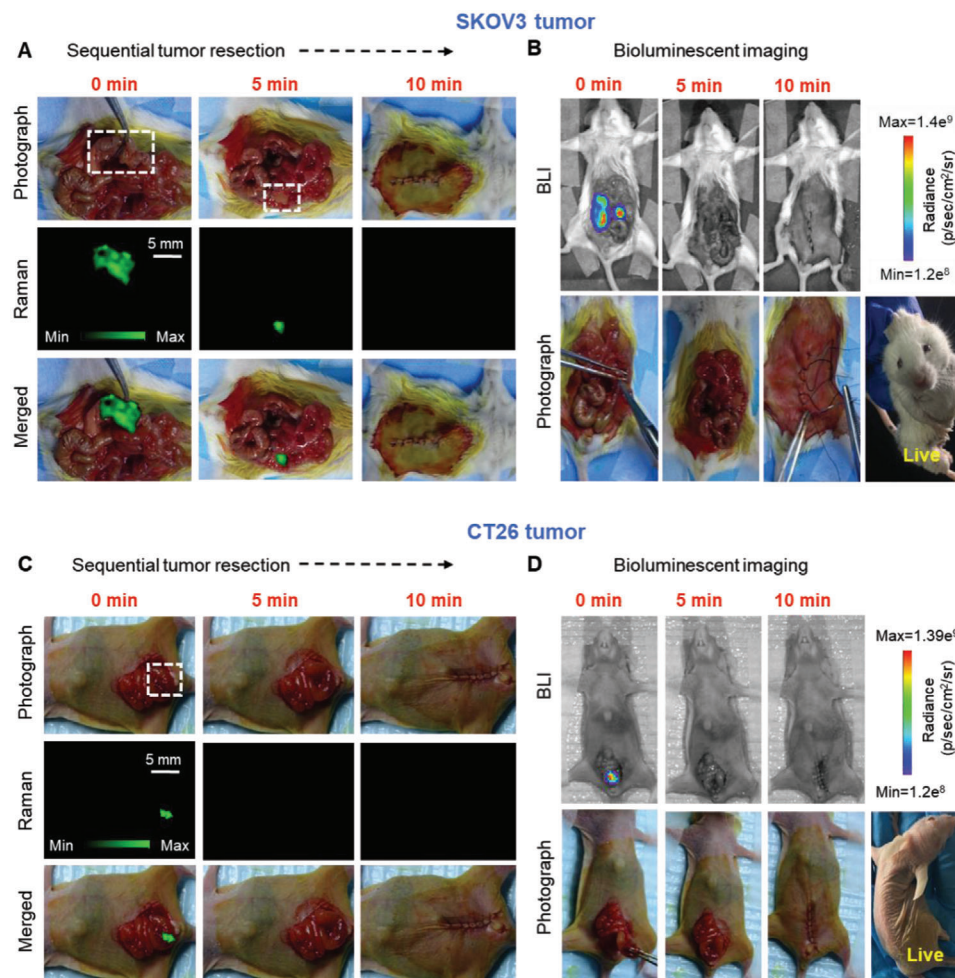 SKOV3 tumor
A
Sequential tumor resection
0 min
5 min
10 min
Photograph
Raman
5 mm
Min
Max
Merged
B
Bioluminescent imaging
0 min
5 min
10 min
BLI
Max=1.4e⁹
Radiance
(p/sec/cm²/sr)
Min=1.2e⁸
Photograph
Live
CT26 tumor
C
Sequential tumor resection
0 min
5 min
10 min
Photograph
Raman
5 mm
Min
Max
Merged
D
Bioluminescent imaging
0 min
5 min
10 min
BLI
Max=1.39e⁹
Radiance
(p/sec/cm²/sr)
Min=1.2e⁸
Photograph
Live